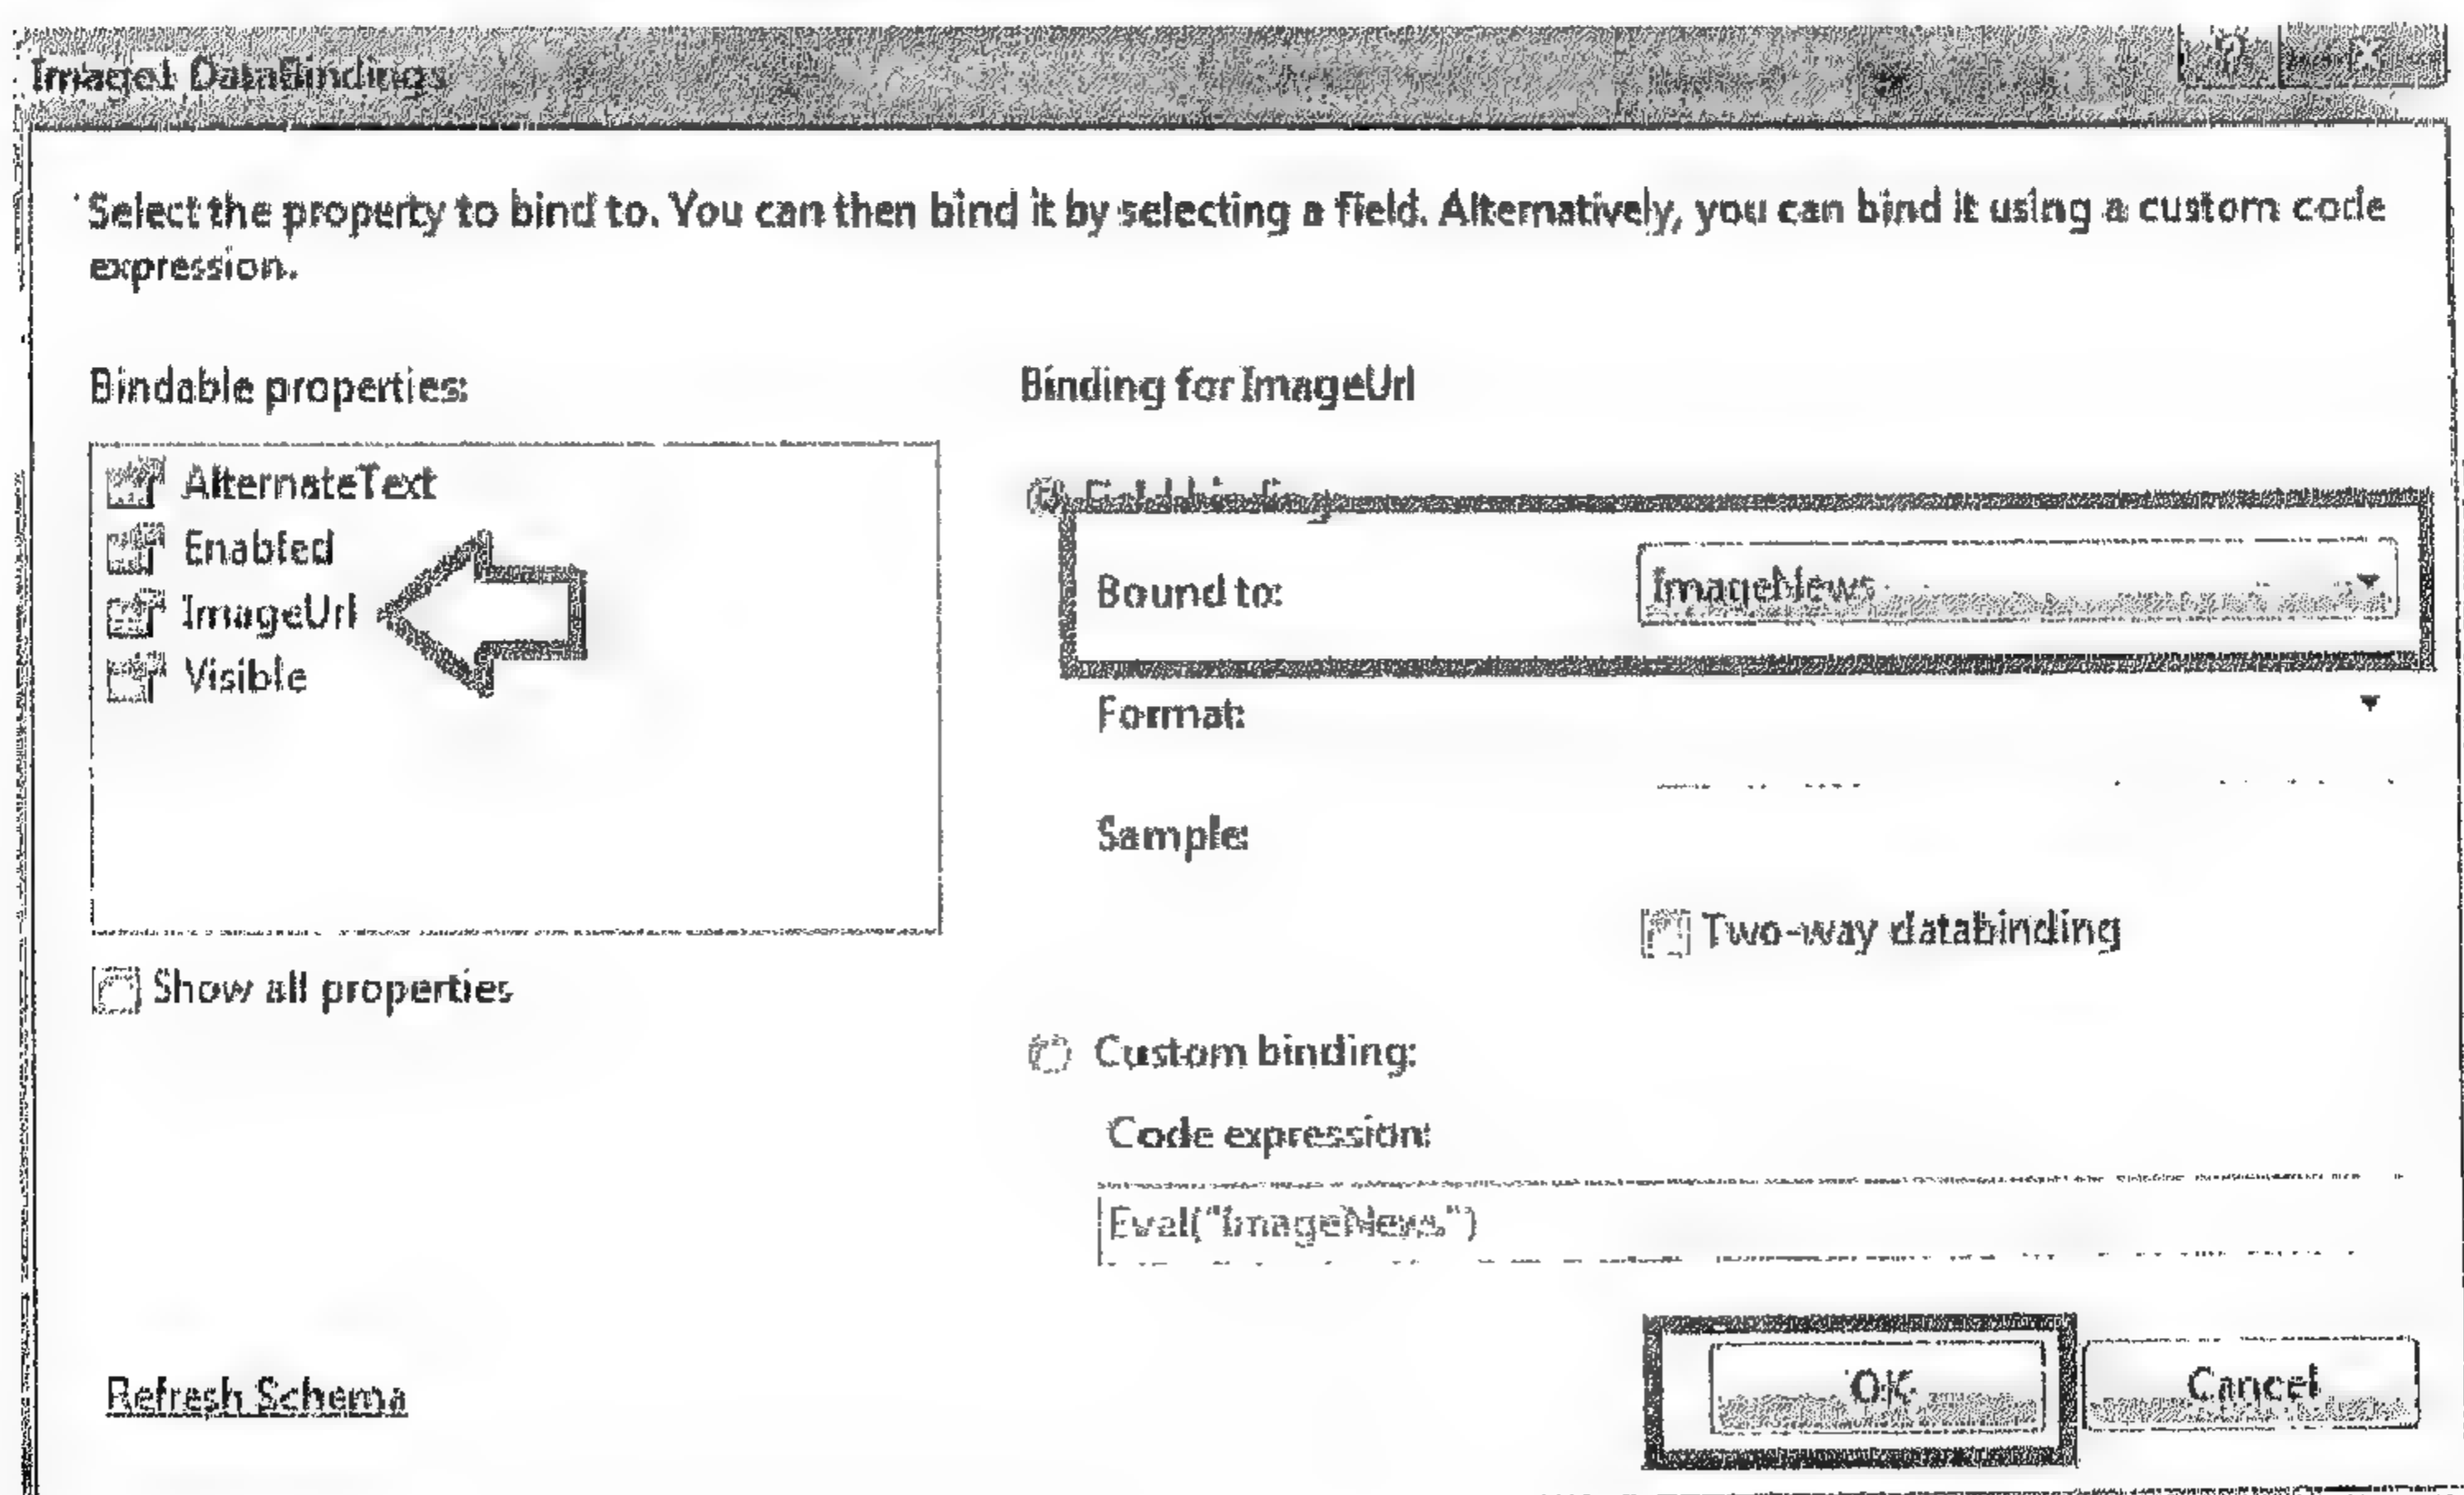 Image1 DataBindings
Select the property to bind to. You can then bind it by selecting a field. Alternatively, you can bind it using a custom code
expression.
Bindable properties:
AlternateText
Enabled
ImageUrl
Visible
Show all properties
Refresh Schema
Binding for ImageUrl
Field binding:
Bound to:
ImageNews
Format:
Sample:
Two-way databinding
Custom binding:
Code expression:
Eval("ImageNews")
OK
Cancel